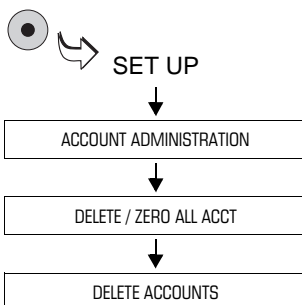 SET UP
ACCOUNT ADMINISTRATION
DELETE / ZERO ALL ACCT
DELETE ACCOUNTS